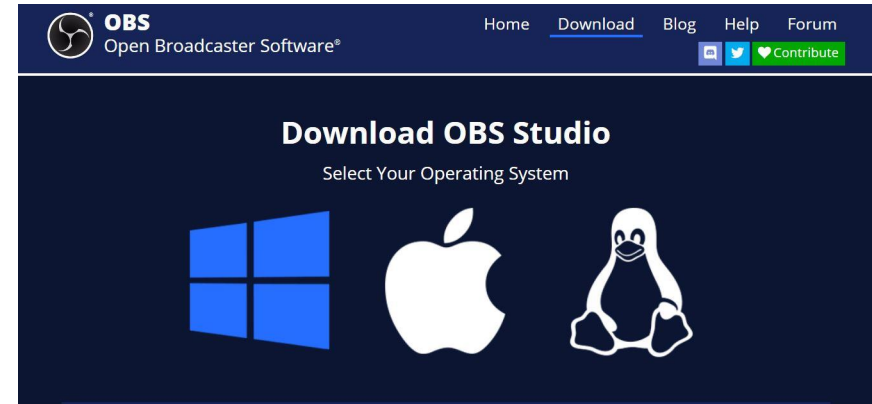 OBS
Open Broadcaster Software®
Home Download Blog Help Forum
Contribute
Download OBS Studio
Select Your Operating System